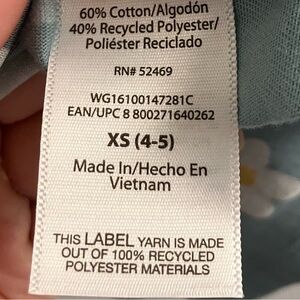 60% Cotton/Algodón
40% Recycled Polyester/
Poliéster Reciclado
RN# 52469
WG16100147281C
EAN/UPC 8 800271640262
XS (4-5)
Made In/Hecho En
Vietnam
THIS LABEL YARN IS MADE
OUT OF 100% RECYCLED
POLYESTER MATERIALS